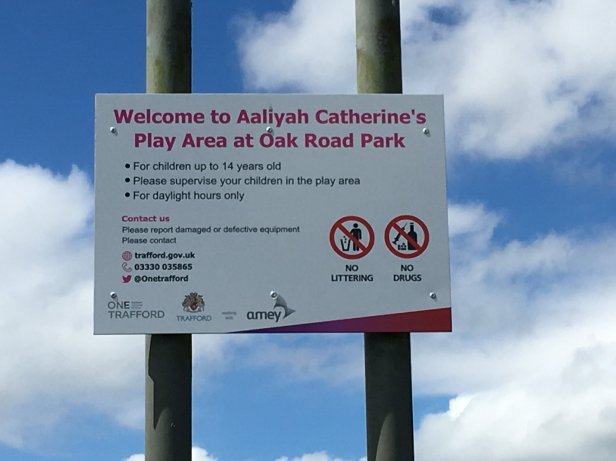 Welcome to Aaliyah Catherine's
Play Area at Oak Road Park
• For children up to 14 years old
• Please supervise your children in the play area
• For daylight hours only
Contact us
Please report damaged or defective equipment
Please contact
trafford.gov.uk
03330 035865
@Onetrafford
NO
LITTERING
NO
DRUGS
ONE
TRAFFORD
TRAFFORD
working
with
amey